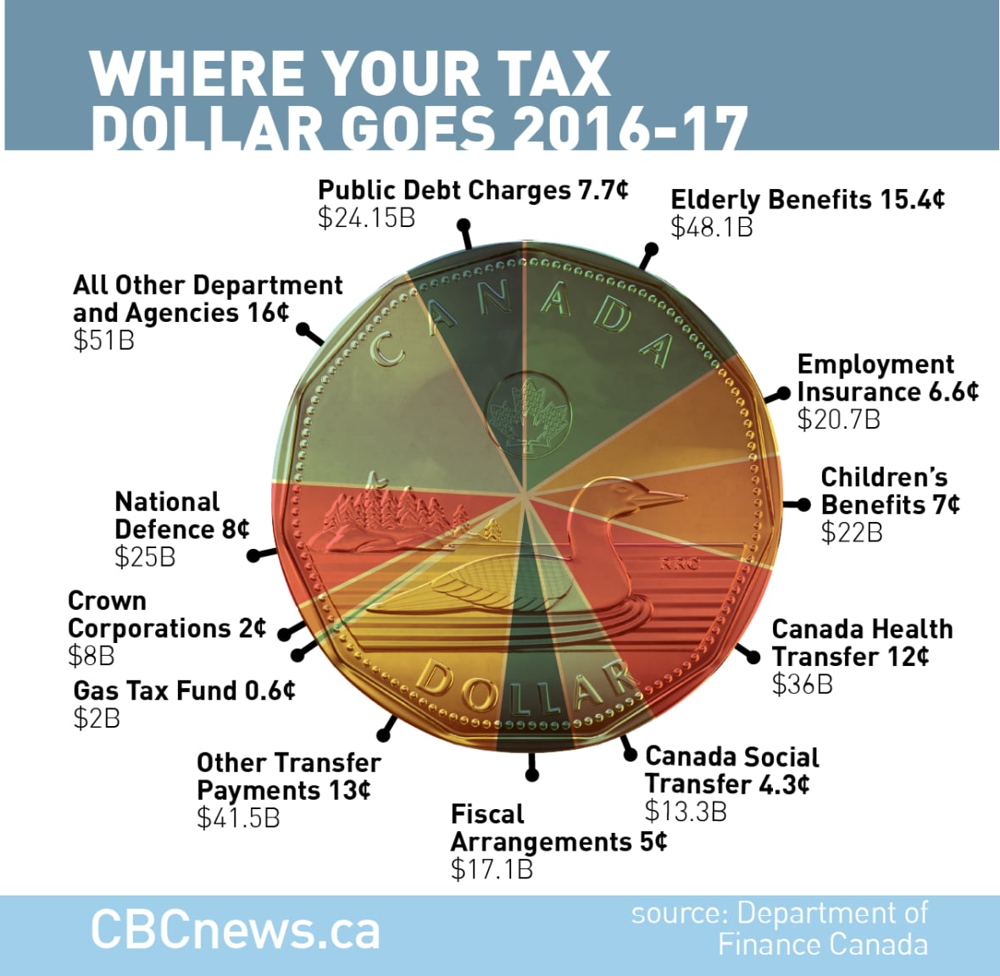 WHERE YOUR TAX
DOLLAR GOES 2016-17
Public Debt Charges 7.7¢
$24.15B
Elderly Benefits 15.4¢
$48.1B
All Other Department
and Agencies 16¢
$51B
Employment
Insurance 6.6¢
$20.7B
Children's
Benefits 7¢
$22B
National
Defence 8¢
$25B
Crown
Corporations 2¢
$8B
Gas Tax Fund 0.6¢
$2B
Canada Health
Transfer 12¢
$36B
Other Transfer
Payments 13¢
$41.5B
Canada Social
Transfer 4.3¢
$13.3B
Fiscal
Arrangements 5¢
$17.1B
CANADA
RRC
DOLLAR
CBCnews.ca
source: Department of
Finance Canada